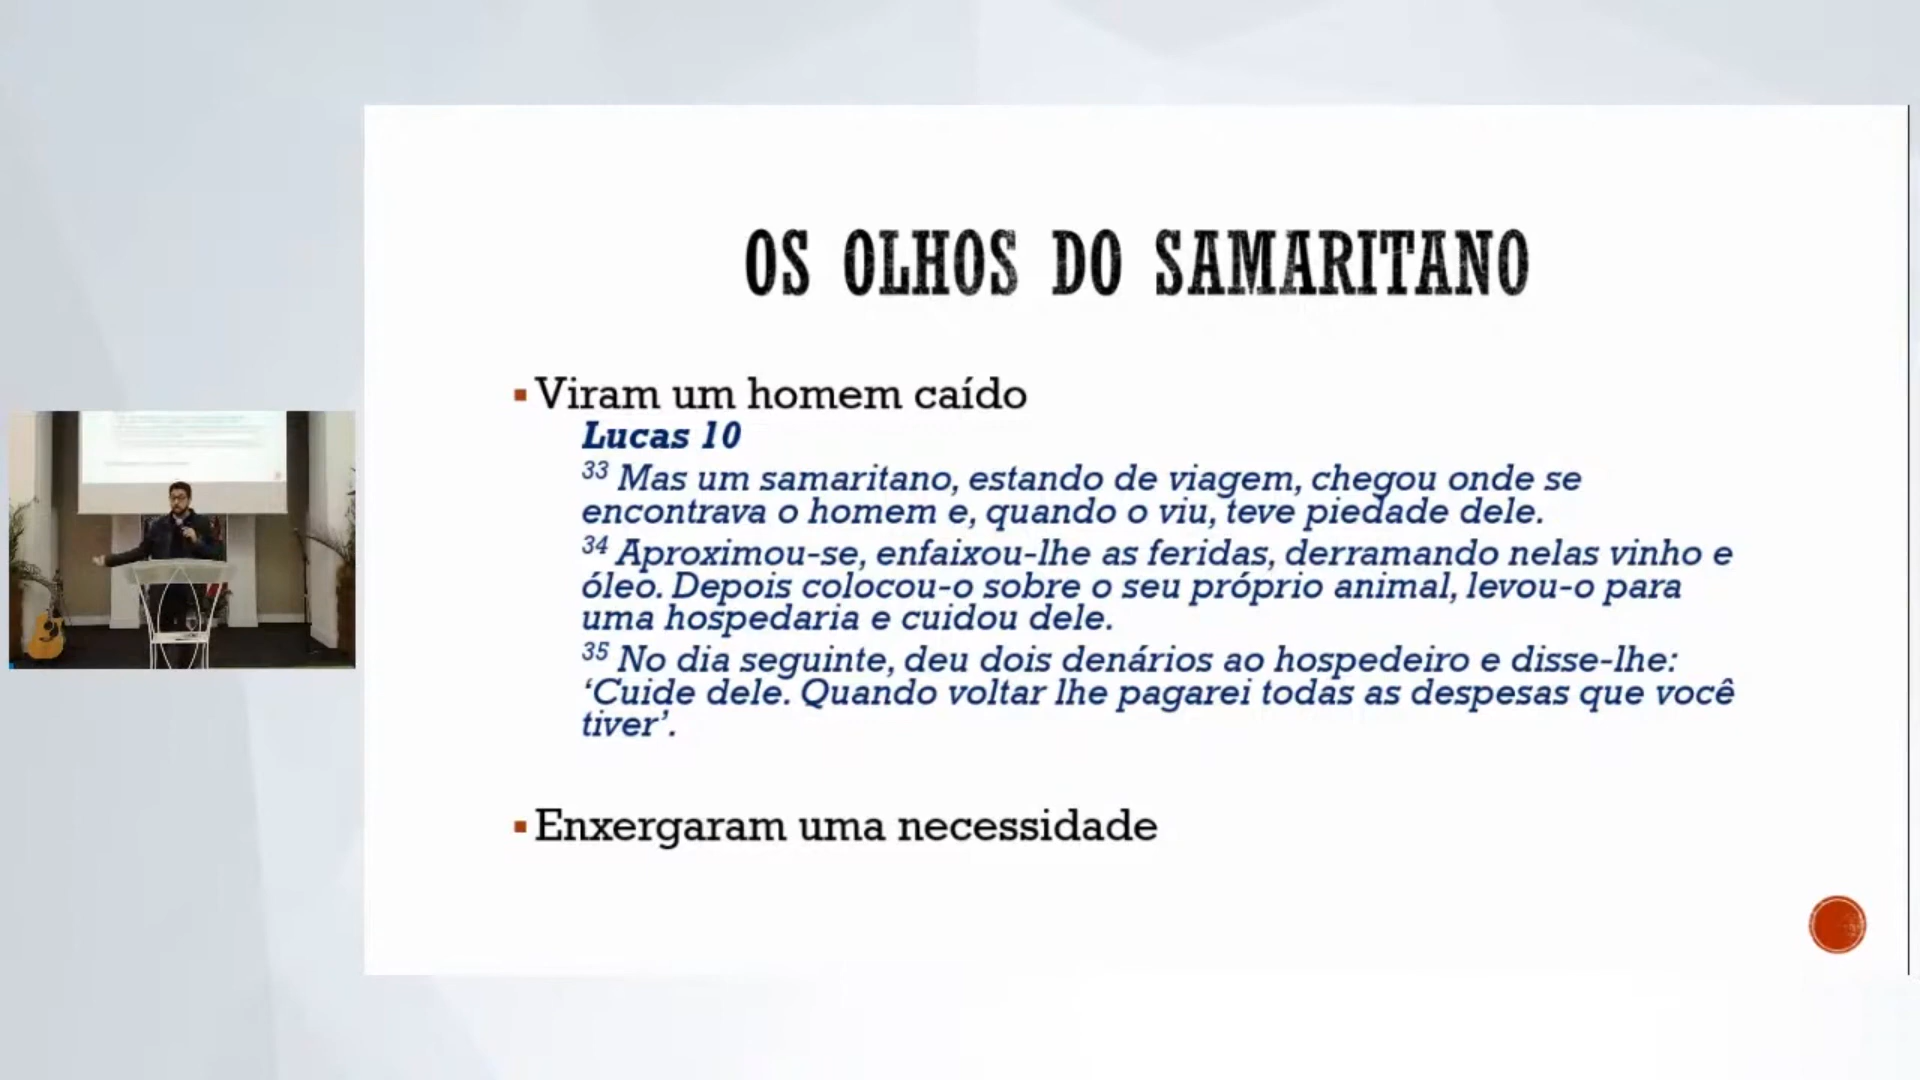 OS OLHOS DO SAMARITANO
▪ Viram um homem caído
Lucas 10
³³ Mas um samaritano, estando de viagem, chegou onde se
encontrava o homem e, quando o viu, teve piedade dele.
³⁴ Aproximou-se, enfaixou-lhe as feridas, derramando nelas vinho e
óleo. Depois colocou-o sobre o seu próprio animal, levou-o para
uma hospedaria e cuidou dele.
³⁵ No dia seguinte, deu dois denários ao hospedeiro e disse-lhe:
‘Cuide dele. Quando voltar lhe pagarei todas as despesas que você
tiver’.
▪ Enxergaram uma necessidade